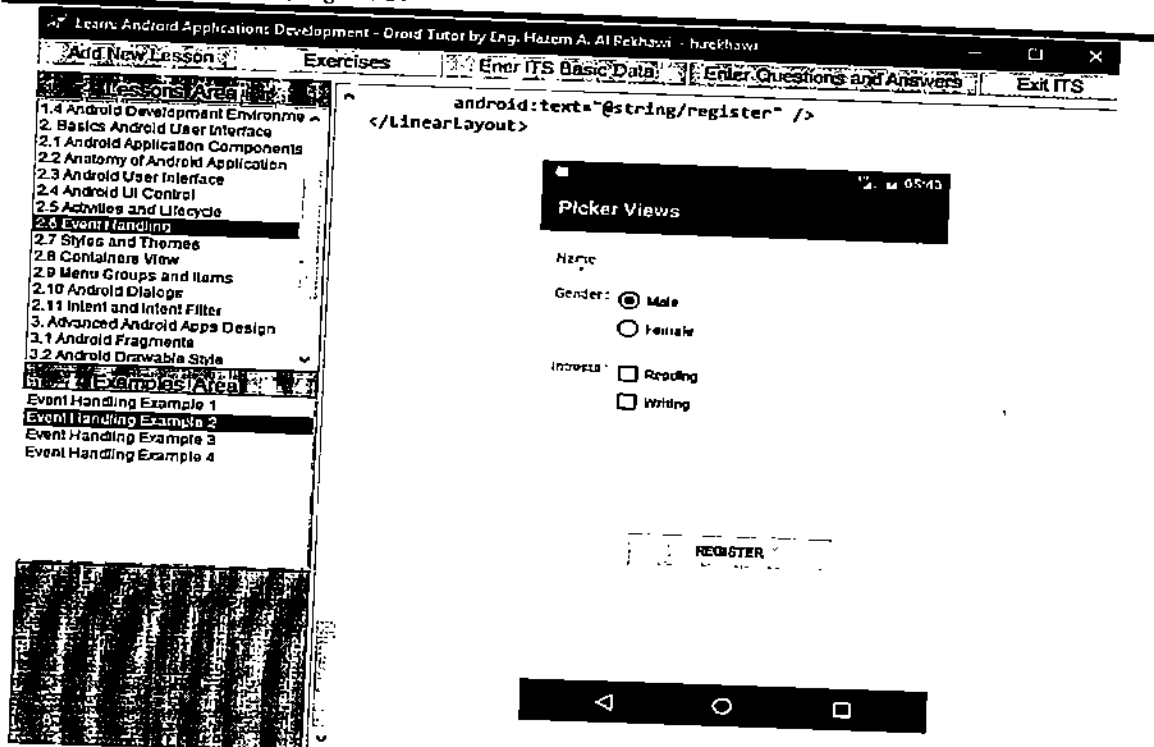 Learn: Android Applications Development - Droid Tutor by Eng. Hazem A. Al Rekhawi - hrekhawi
Add New Lesson
Exercises
Ener ITS Basic Data
Enter Questions and Answers
Exit ITS
Lessons Area
1.4 Android Development Environme
2. Basics Android User Interface
2.1 Android Application Components
2.2 Anatomy of Android Application
2.3 Android User Interface
2.4 Android UI Control
2.5 Activities and Lifecycle
2.6 Event Handling
2.7 Styles and Themes
2.8 Containers View
2.9 Menu Groups and Items
2.10 Android Dialogs
2.11 Intent and Intent Filter
3. Advanced Android Apps Design
3.1 Android Fragments
3.2 Android Drawable Style
Examples Area
Event Handling Example 1
Event Handling Example 2
Event Handling Example 3
Event Handling Example 4
android:text="@string/register" />
</LinearLayout>
05:43
Picker Views
Name
Gender:
Male
Female
Reading
Writing
REGISTER